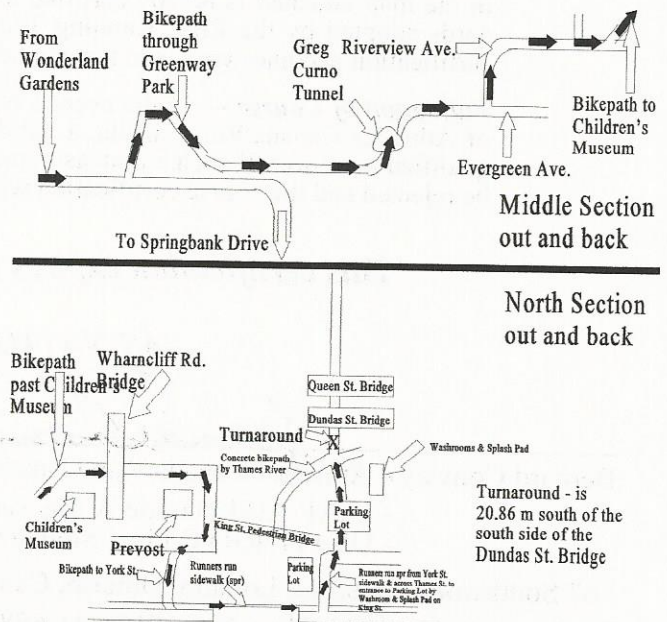 From
Wonderland
Gardens
Bikepath
through
Greenway
Park
Greg
Curno
Tunnel
Riverview Ave.
Bikepath to
Children's
Museum
Evergreen Ave.
Middle Section
out and back
To Springbank Drive
North Section
out and back
Bikepath
past Children's
Museum
Wharncliff Rd.
Bridge
Queen St. Bridge
Dundas St. Bridge
Turnaround
X
Concrete bikepath
by Thames River
Washrooms & Splash Pad
Turnaround - is
20.86 m south of the
south side of the
Dundas St. Bridge
Parking
Lot
Children's
Museum
Prevost
King St. Pedestrian Bridge
Bikepath to York St.
Runners run
sidewalk (spr)
Parking
Lot
Runners run spr from York St.
sidewalk & across Thames St. to
entrance to Parking Lot by
Washroom & Splash Pad on
King St.